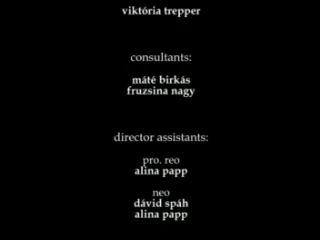 viktória trepper
consultants:
máté birkás
fruzsina nagy
director assistants:
pro. reo
alina papp
neo
dávid spáh
alina papp